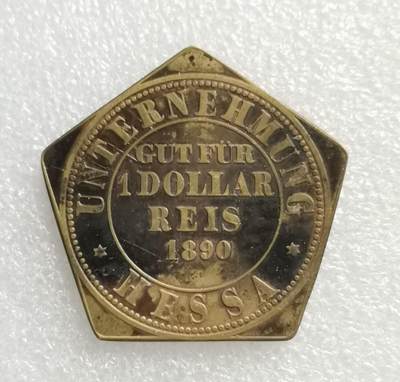 UNTERNEHMUNG
GUT FÜR
1 DOLLAR
REIS
1890
HESSA